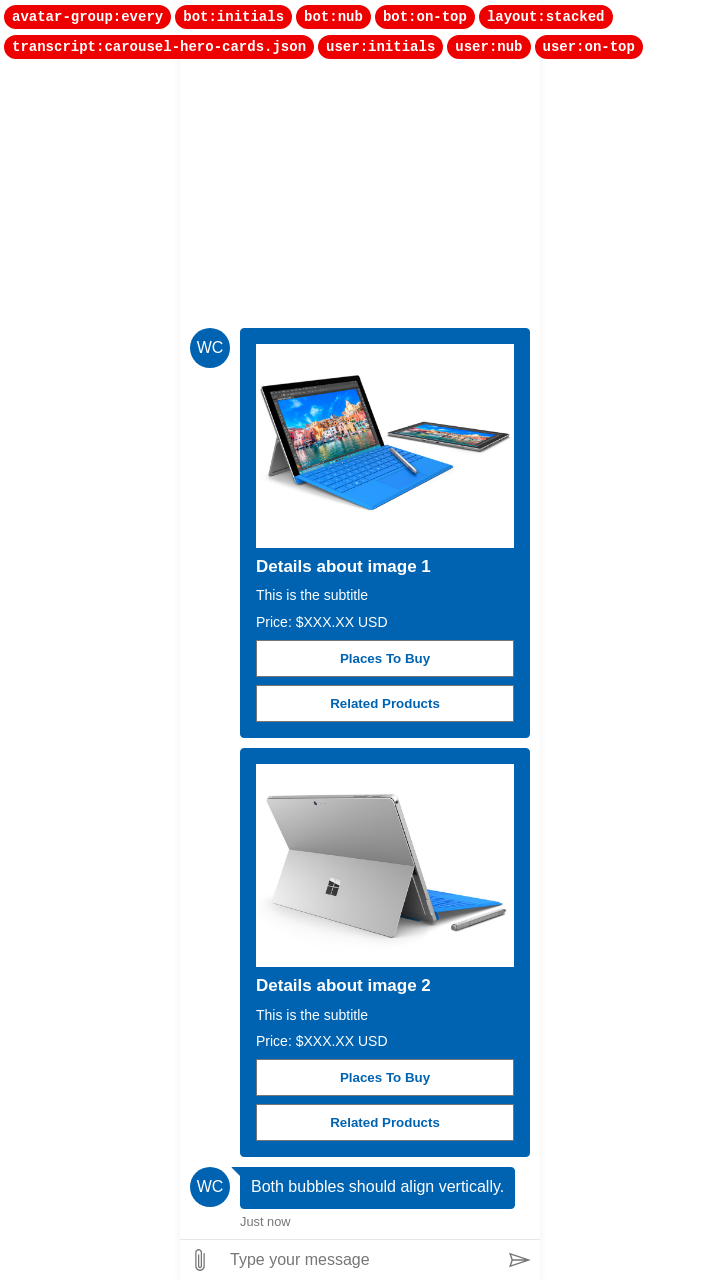 avatar-group:every bot:initials bot:nub bot:on-top layout:stacked
transcript:carousel-hero-cards.json user:initials user:nub user:on-top
WC
Details about image 1
This is the subtitle
Price: $XXX.XX USD
Places To Buy
Related Products
Details about image 2
This is the subtitle
Price: $XXX.XX USD
Places To Buy
Related Products
WC Both bubbles should align vertically.
Just now
Type your message